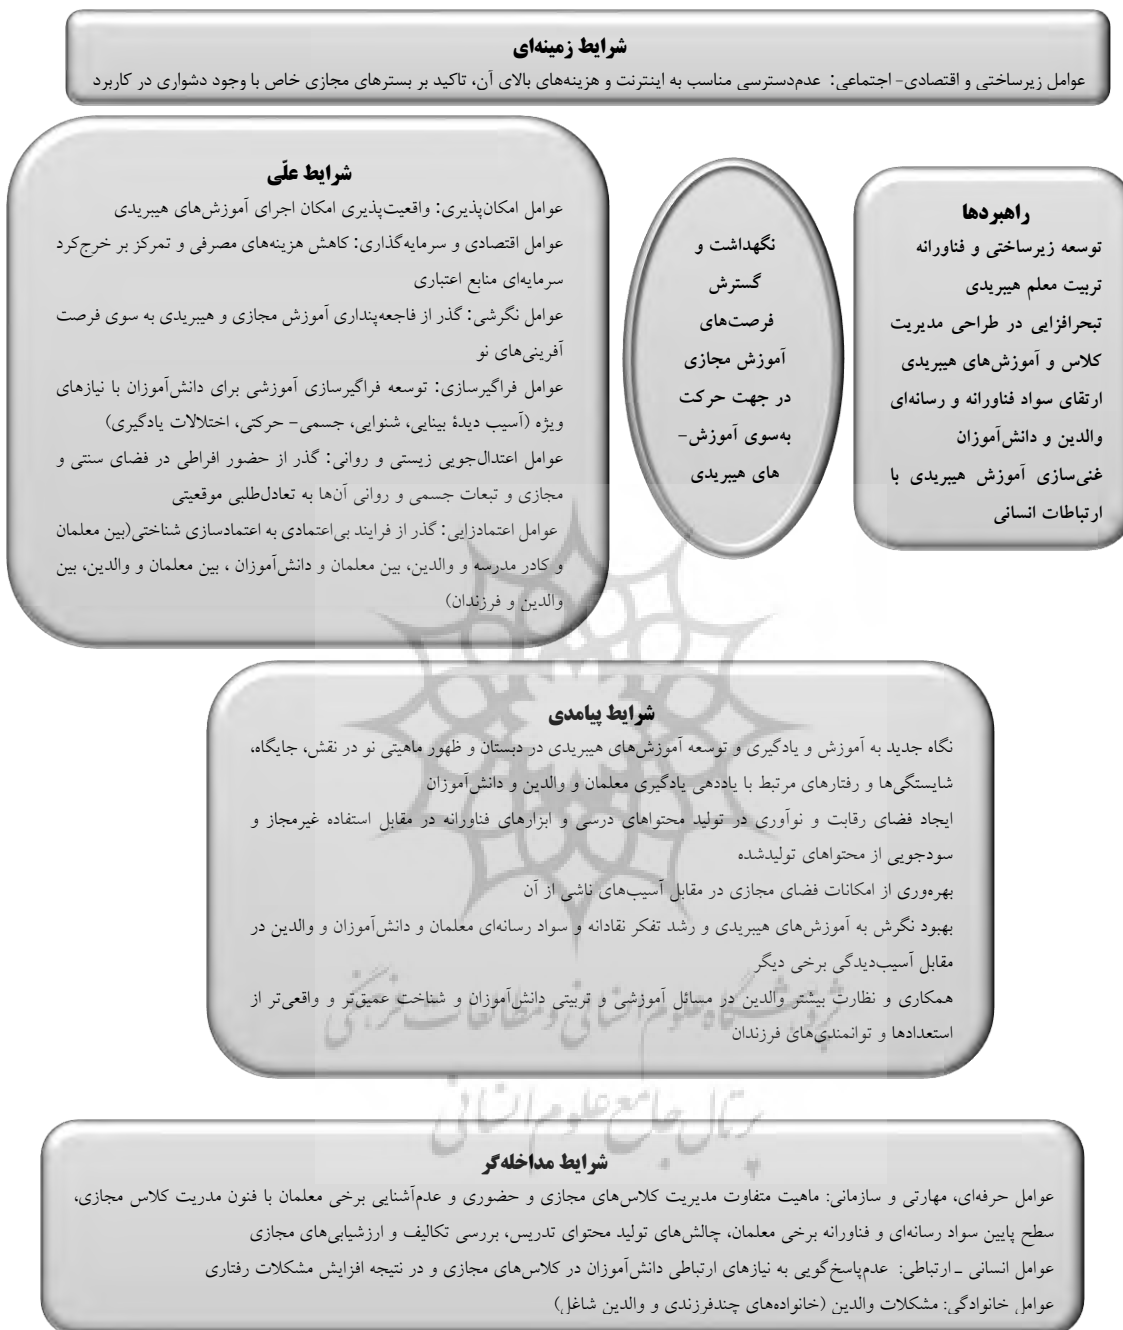 شرایط زمینه‌ای
عوامل زیرساختی و اقتصادی- اجتماعی: عدم‌دسترسی مناسب به اینترنت و هزینه‌های بالای آن، تاکید بر بسترهای مجازی خاص با وجود دشواری در کاربرد
راهبردها
توسعه زیرساختی و فناورانه
تربیت معلم هیبریدی
تبحرافزایی در طراحی مدیریت
کلاس و آموزش‌های هیبریدی
ارتقای سواد فناورانه و رسانه‌ای
والدین و دانش‌آموزان
غنی‌سازی آموزش هیبریدی با
ارتباطات انسانی
نگهداشت و
گسترش
فرصت‌های
آموزش مجازی
در جهت حرکت
به‌سوی آموزش-
های هیبریدی
شرایط علّی
عوامل امکان‌پذیری: واقعیت‌پذیری امکان اجرای آموزش‌های هیبریدی
عوامل اقتصادی و سرمایه‌گذاری: کاهش هزینه‌های مصرفی و تمرکز بر خرج‌کرد
سرمایه‌ای منابع اعتباری
عوامل نگرشی: گذر از فاجعه‌پنداری آموزش مجازی و هیبریدی به سوی فرصت
آفرینی‌های نو
عوامل فراگیرسازی: توسعه فراگیرسازی آموزشی برای دانش‌آموزان با نیازهای
ویژه (آسیب دیدۀ بینایی، شنوایی، جسمی- حرکتی، اختلالات یادگیری)
عوامل اعتدال‌جویی زیستی و روانی: گذر از حضور افراطی در فضای سنتی و
مجازی و تبعات جسمی و روانی آن‌ها به تعادل‌طلبی موقعیتی
عوامل اعتمادزایی: گذر از فرایند بی‌اعتمادی به اعتمادسازی شناختی(بین معلمان
و کادر مدرسه و والدین، بین معلمان و دانش‌آموزان ، بین معلمان و والدین، بین
والدین و فرزندان)
شرایط پیامدی
نگاه جدید به آموزش و یادگیری و توسعه آموزش‌های هیبریدی در دبستان و ظهور ماهیتی نو در نقش، جایگاه،
شایستگی‌ها و رفتارهای مرتبط با یاددهی یادگیری معلمان و والدین و دانش‌آموزان
ایجاد فضای رقابت و نوآوری در تولید محتواهای درسی و ابزارهای فناورانه در مقابل استفاده غیرمجاز و
سودجویی از محتواهای تولیدشده
بهره‌وری از امکانات فضای مجازی در مقابل آسیب‌های ناشی از آن
بهبود نگرش به آموزش‌های هیبریدی و رشد تفکر نقادانه و سواد رسانه‌ای معلمان و دانش‌آموزان و والدین در
مقابل آسیب‌دیدگی برخی دیگر
همکاری و نظارت بیشتر والدین در مسائل آموزشی و تربیتی دانش‌آموزان و شناخت عمیق‌تر و واقعی‌تر از
استعدادها و توانمندی‌های فرزندان
پژوهشگاه علوم انسانی و مطالعات فرهنگی
پرتال جامع علوم انسانی
شرایط مداخله‌گر
عوامل حرفه‌ای، مهارتی و سازمانی: ماهیت متفاوت مدیریت کلاس‌های مجازی و حضوری و عدم‌آشنایی برخی معلمان با فنون مدریت کلاس مجازی،
سطح پایین سواد رسانه‌ای و فناورانه برخی معلمان، چالش‌های تولید محتوای تدریس، بررسی تکالیف و ارزشیابی‌های مجازی
عوامل انسانی ـ ارتباطی: عدم‌پاسخ‌گویی به نیازهای ارتباطی دانش‌آموزان در کلاس‌های مجازی و در نتیجه افزایش مشکلات رفتاری
عوامل خانوادگی: مشکلات والدین (خانواده‌های چندفرزندی و والدین شاغل)